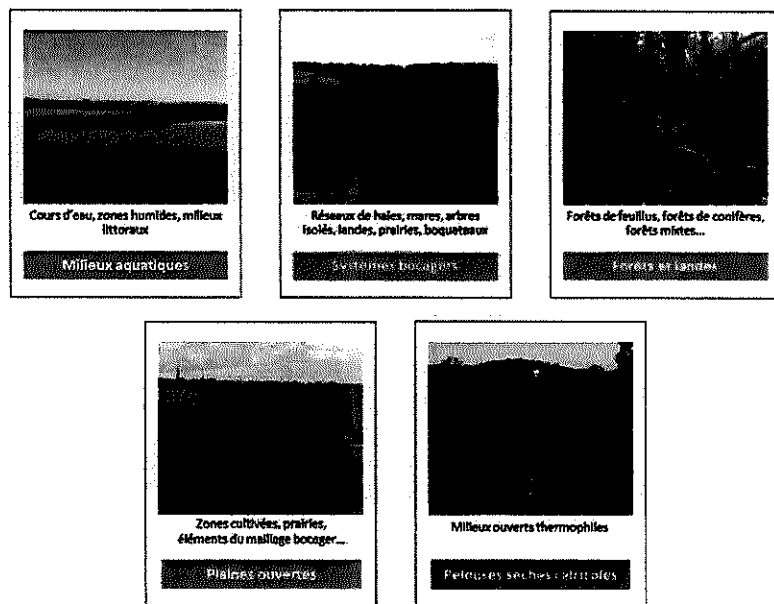 Cours d'eau, zones humides, milieux
littoraux
Milieux aquatiques
Réseaux de haies, mares, arbres
isolés, landes, prairies, boqueteaux
Systèmes bocagers
Forêts de feuillus, forêts de conifères,
forêts mixtes...
Forêts et landes
Zones cultivées, prairies,
éléments du maillage bocager...
Plaines ouvertes
Milieux ouverts thermophiles
Pelouses sèches calcicoles